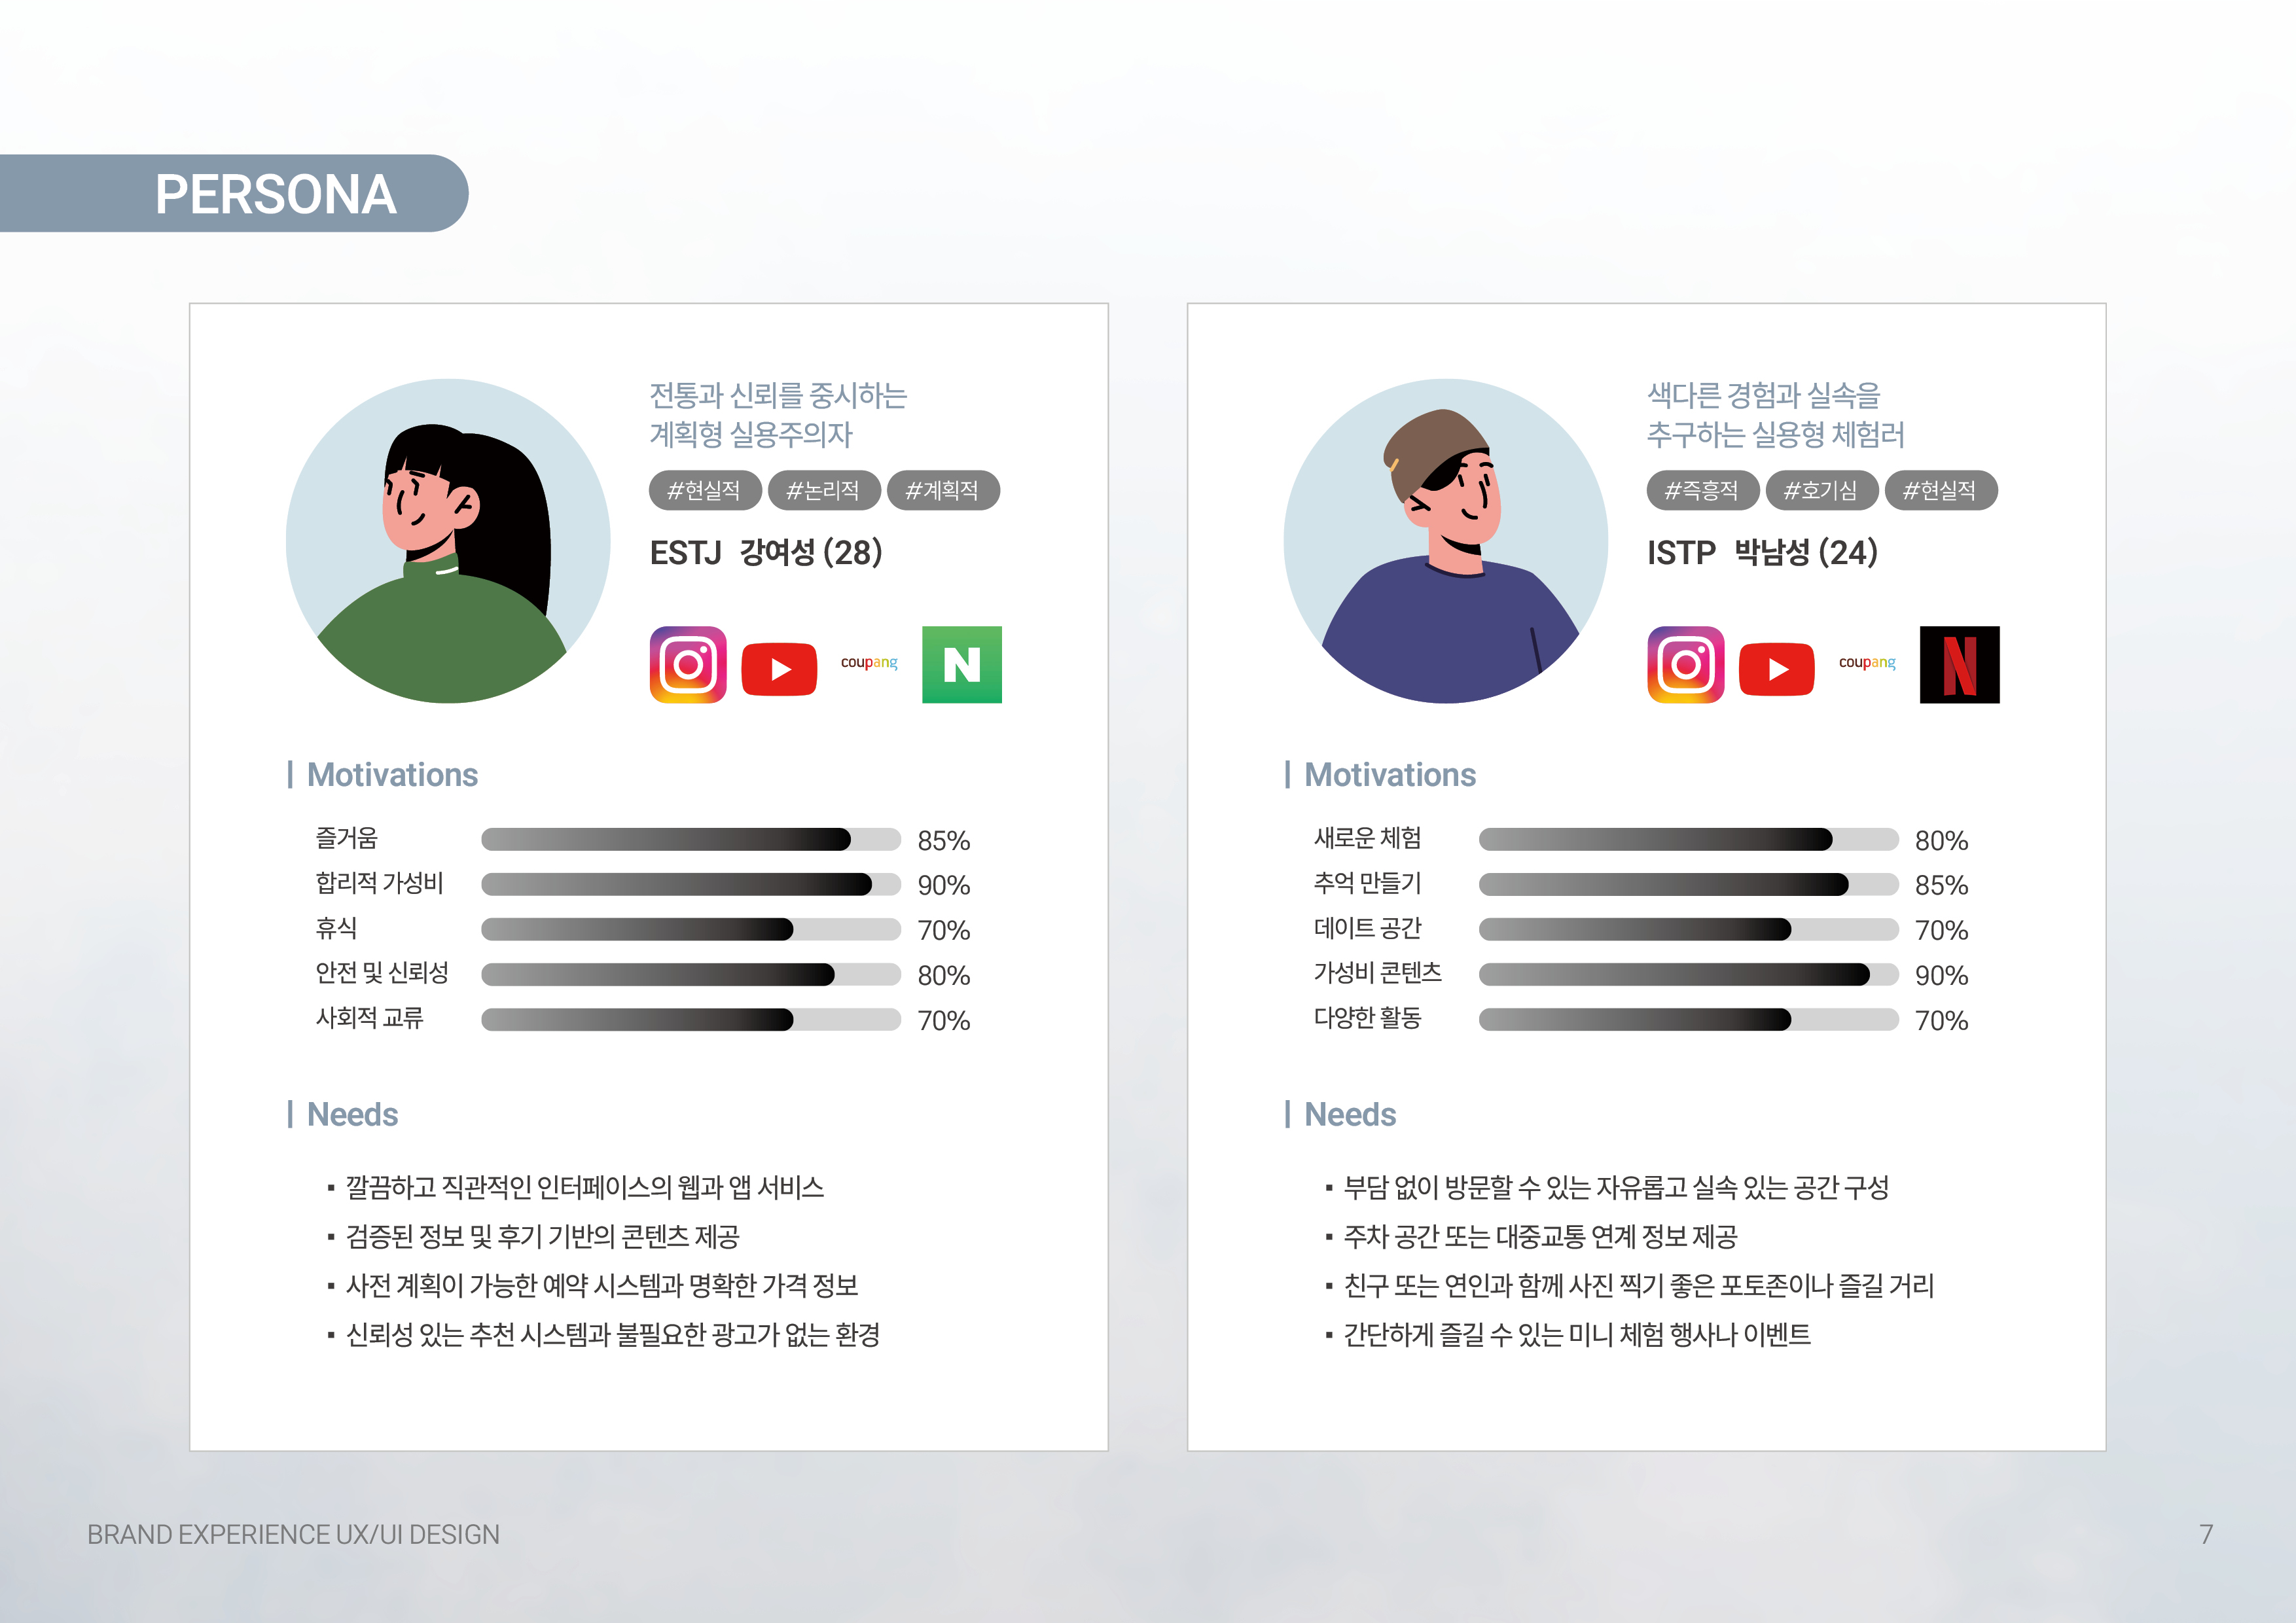 PERSONA
전통과 신뢰를 중시하는
계획형 실용주의자
#현실적 #논리적 #계획적
ESTJ 강여성 (28)
coupang N
Motivations
즐거움 85%
합리적 가성비 90%
휴식 70%
안전 및 신뢰성 80%
사회적 교류 70%
Needs
▪ 깔끔하고 직관적인 인터페이스의 웹과 앱 서비스
▪ 검증된 정보 및 후기 기반의 콘텐츠 제공
▪ 사전 계획이 가능한 예약 시스템과 명확한 가격 정보
▪ 신뢰성 있는 추천 시스템과 불필요한 광고가 없는 환경
색다른 경험과 실속을
추구하는 실용형 체험러
#즉흥적 #호기심 #현실적
ISTP 박남성 (24)
coupang N
Motivations
새로운 체험 80%
추억 만들기 85%
데이트 공간 70%
가성비 콘텐츠 90%
다양한 활동 70%
Needs
▪ 부담 없이 방문할 수 있는 자유롭고 실속 있는 공간 구성
▪ 주차 공간 또는 대중교통 연계 정보 제공
▪ 친구 또는 연인과 함께 사진 찍기 좋은 포토존이나 즐길 거리
▪ 간단하게 즐길 수 있는 미니 체험 행사나 이벤트
BRAND EXPERIENCE UX/UI DESIGN
7